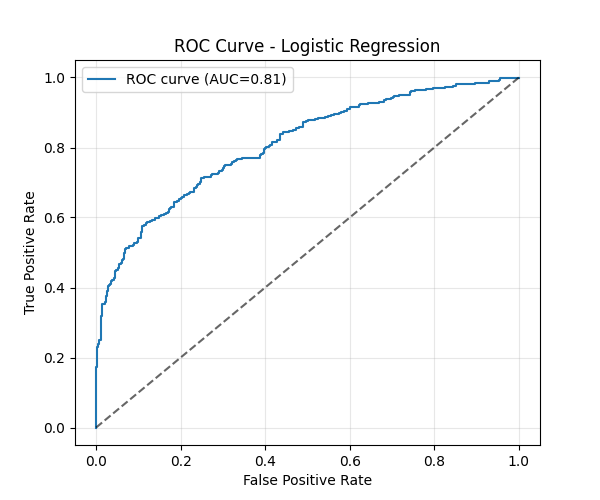 ROC Curve - Logistic Regression
ROC curve (AUC=0.81)
1.0
0.8
0.6
0.4
0.2
0.0
True Positive Rate
0.0 0.2 0.4 0.6 0.8 1.0
False Positive Rate